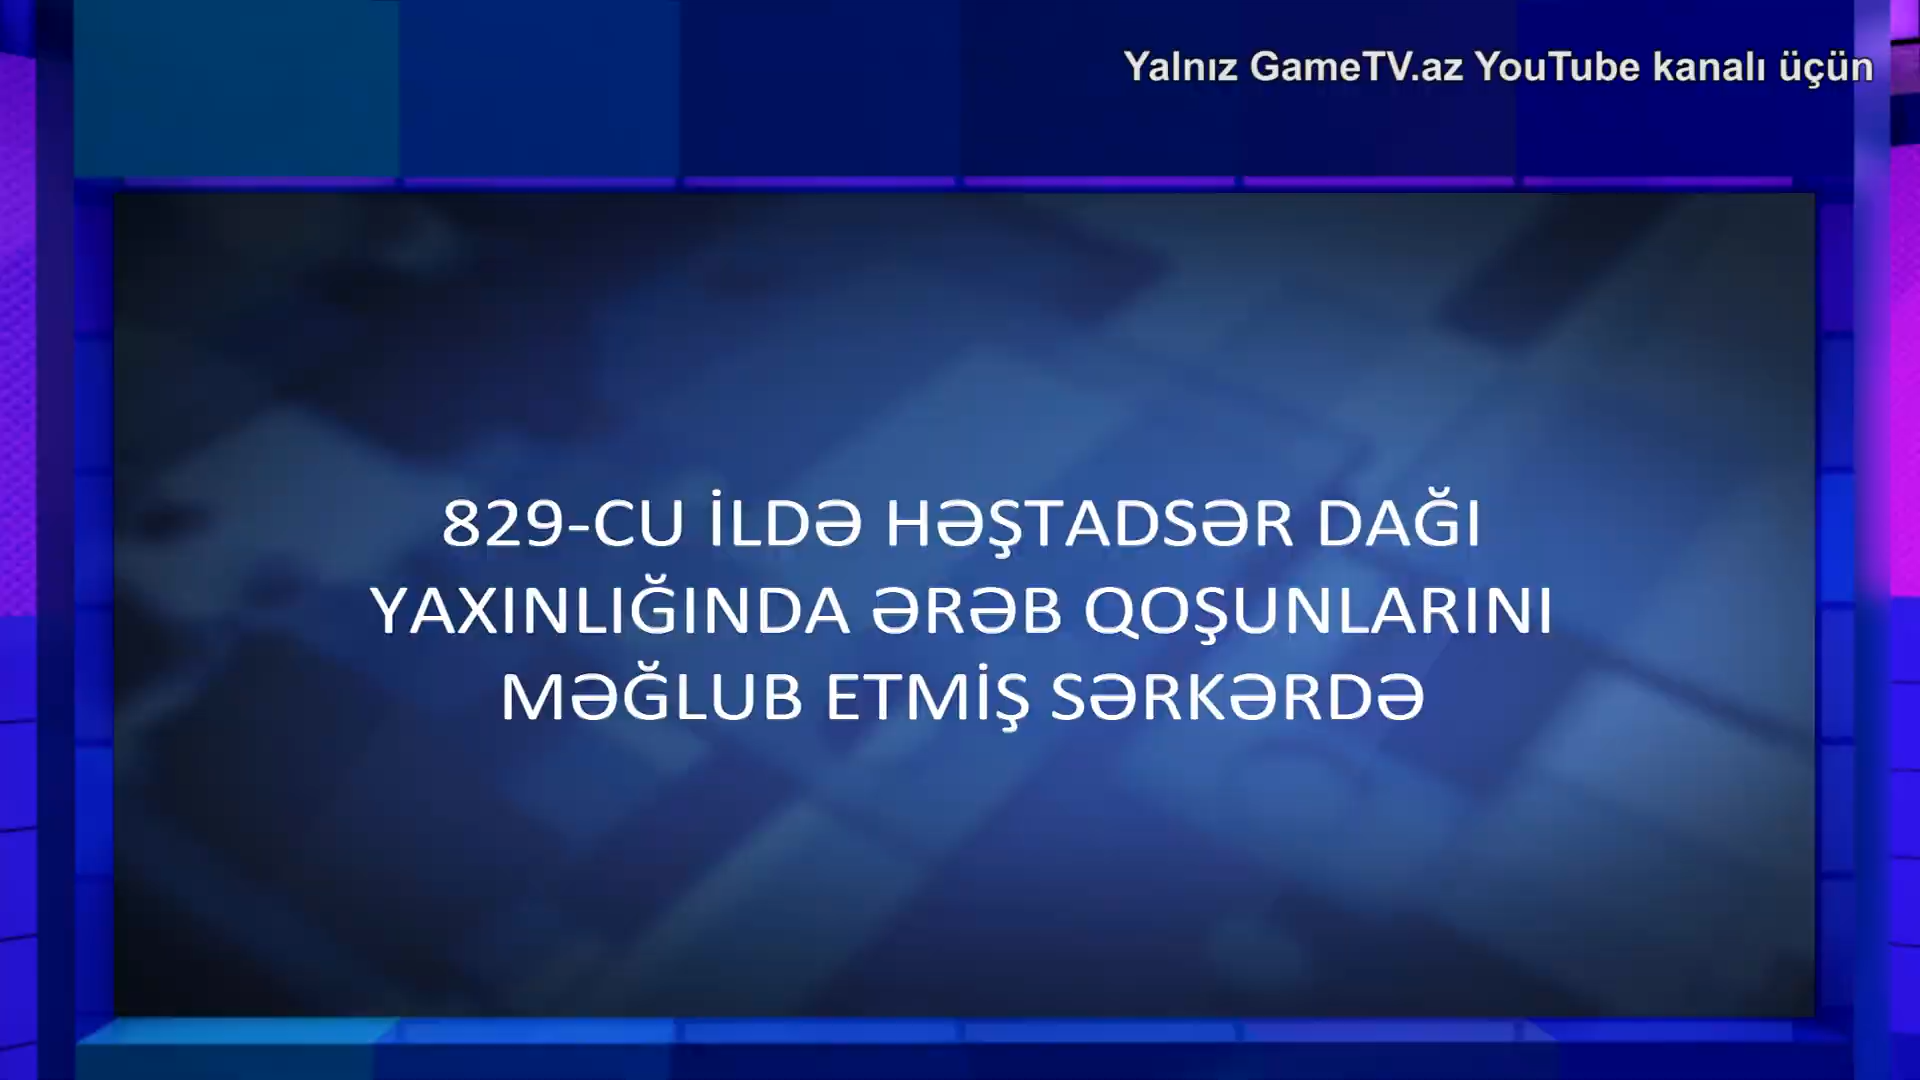 Yalnız GameTV.az YouTube kanalı üçün
829-CU İLDƏ HƏŞTADSƏR DAĞI
YAXINLIĞINDA ƏRƏB QOŞUNLARINI
MƏĞLUB ETMİŞ SƏRKƏRDƏ